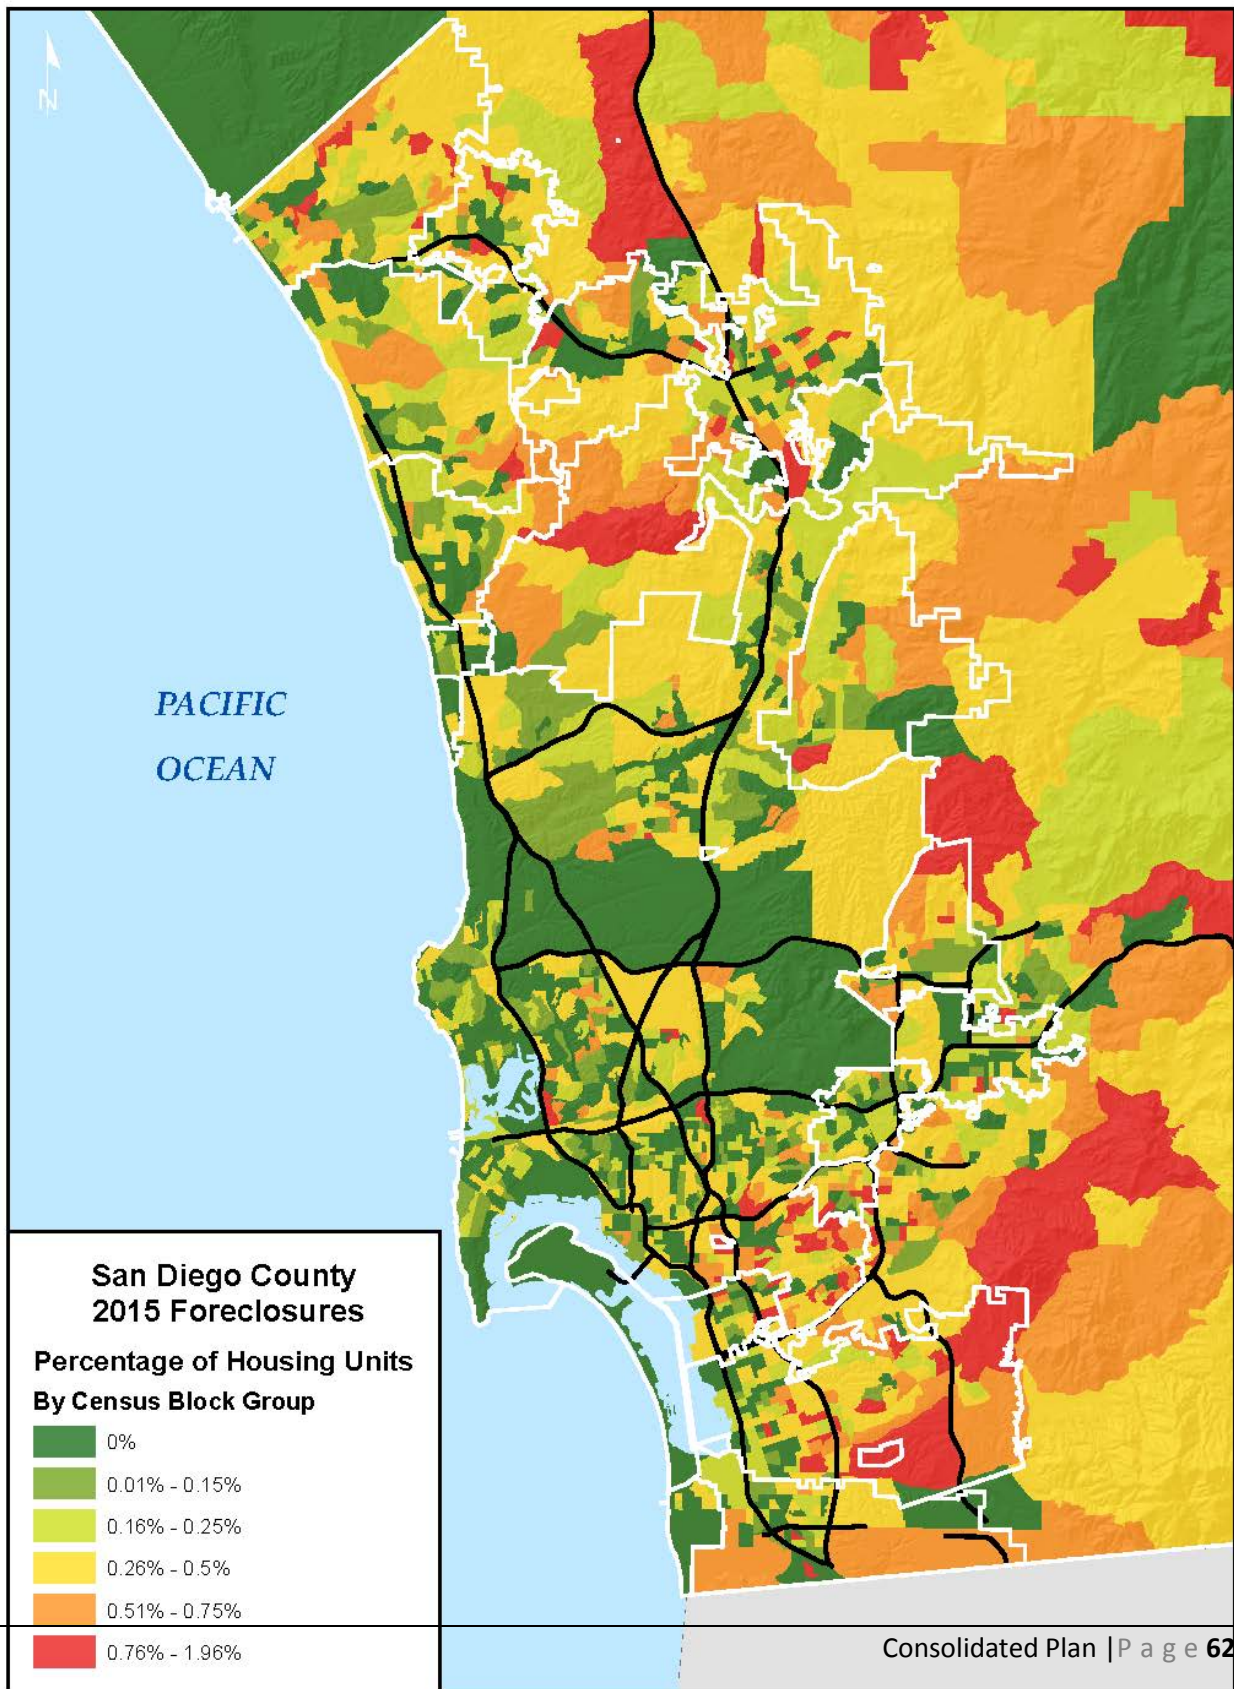 N
PACIFIC
OCEAN
San Diego County
2015 Foreclosures
Percentage of Housing Units
By Census Block Group
0%
0.01% - 0.15%
0.16% - 0.25%
0.26% - 0.5%
0.51% - 0.75%
0.76% - 1.96%
Consolidated Plan |P a g e 62